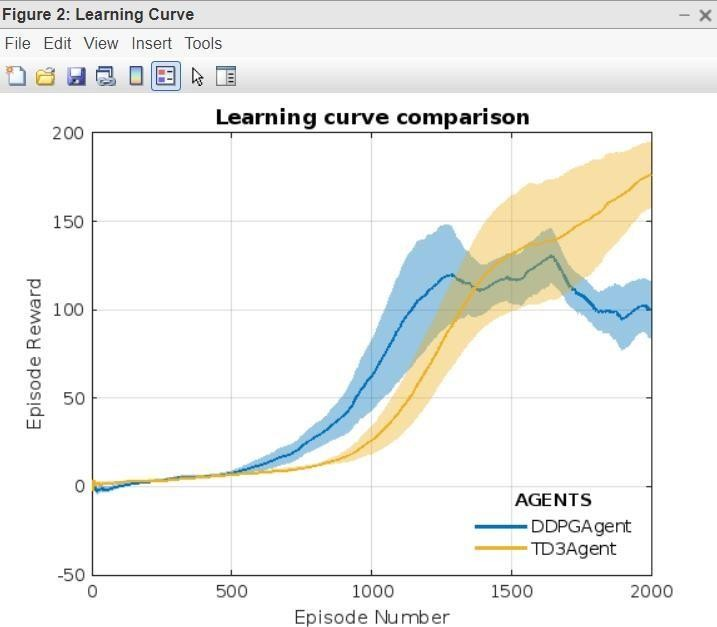 Figure 2: Learning Curve
File Edit View Insert Tools
Learning curve comparison
200
150
100
50
0
-50
Episode Reward
AGENTS
DDPGAgent
TD3Agent
0 500 1000 1500 2000
Episode Number